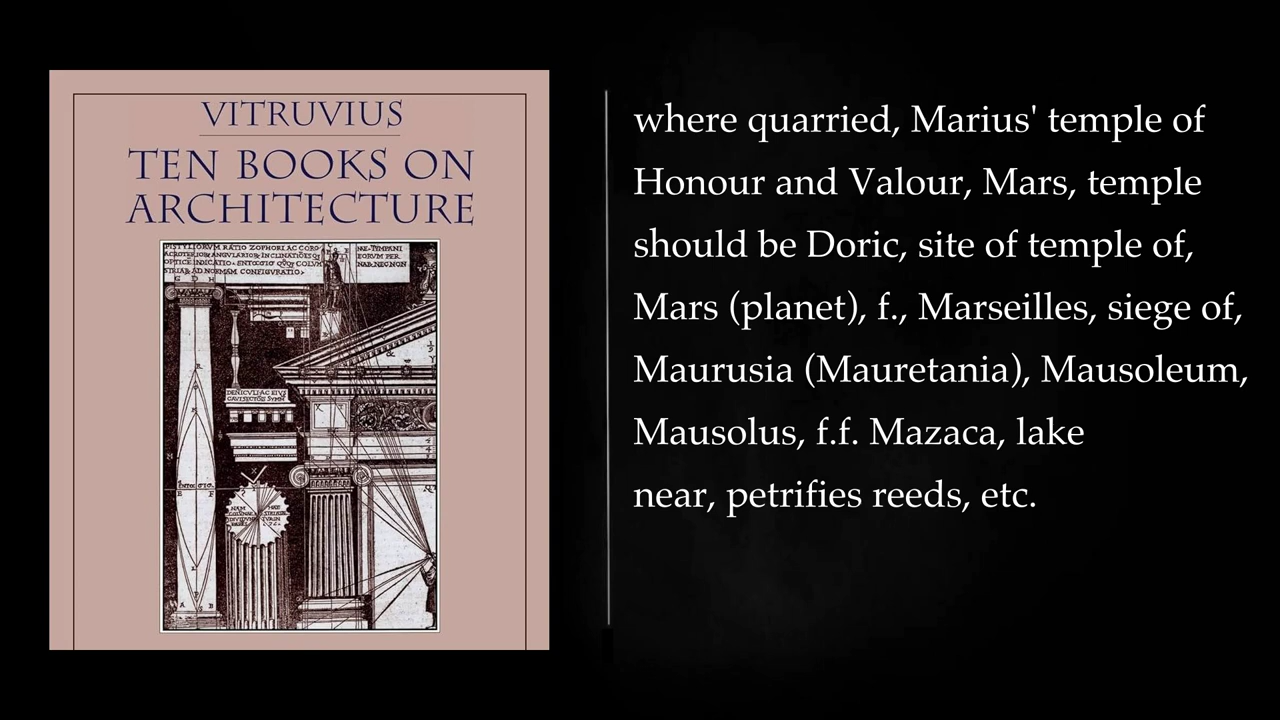 VITRUVIUS
TEN BOOKS ON
ARCHITECTURE
where quarried, Marius' temple of
Honour and Valour, Mars, temple
should be Doric, site of temple of,
Mars (planet), f., Marseilles, siege of,
Maurusia (Mauretania), Mausoleum,
Mausolus, f.f. Mazaca, lake
near, petrifies reeds, etc.